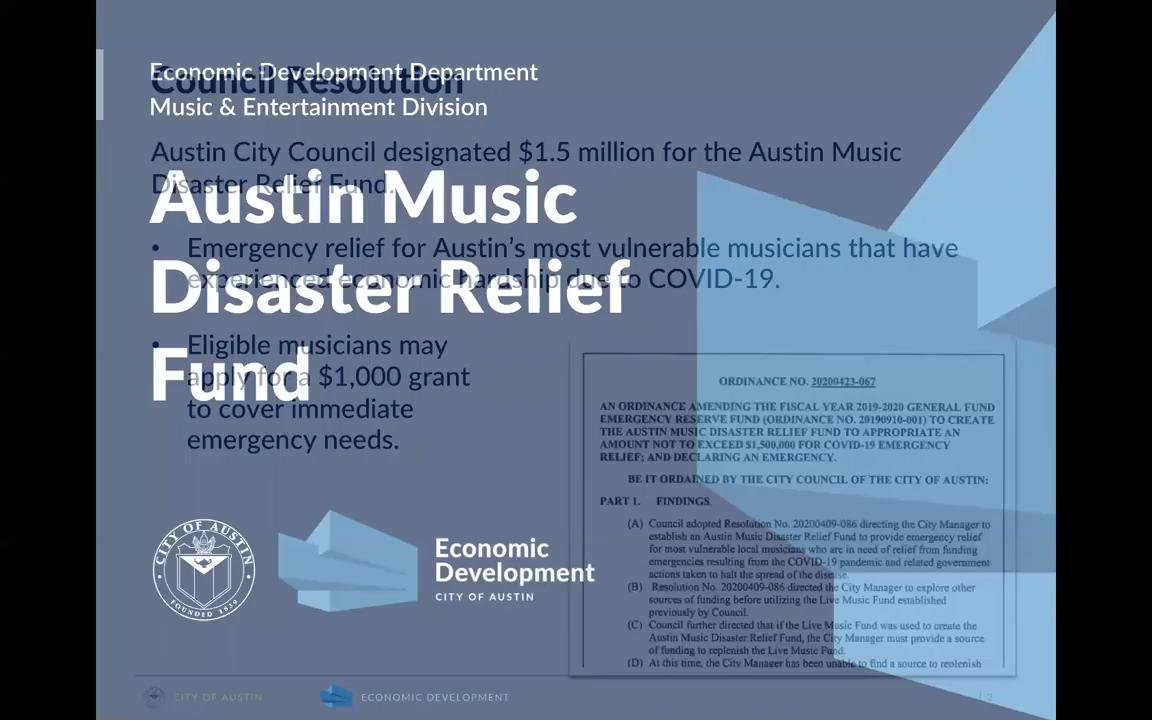 Economic Development Department
Music & Entertainment Division
Austin Music
Disaster Relief
Fund
Council Resolution
Austin City Council designated $1.5 million for the Austin Music
Disaster Relief Fund.
• Emergency relief for Austin’s most vulnerable musicians that have
experienced economic hardship due to COVID-19.
• Eligible musicians may
apply for a $1,000 grant
to cover immediate
emergency needs.
ORDINANCE NO. 20200423-067
AN ORDINANCE AMENDING THE FISCAL YEAR 2019-2020 GENERAL FUND
EMERGENCY RESERVE FUND (ORDINANCE NO. 20190910-001) TO CREATE
THE AUSTIN MUSIC DISASTER RELIEF FUND TO APPROPRIATE AN
AMOUNT NOT TO EXCEED $1,500,000 FOR COVID-19 EMERGENCY
RELIEF; AND DECLARING AN EMERGENCY.
BE IT ORDAINED BY THE CITY COUNCIL OF THE CITY OF AUSTIN:
PART 1. FINDINGS.
(A) Council adopted Resolution No. 20200409-086 directing the City Manager to
establish an Austin Music Disaster Relief Fund to provide emergency relief
for most vulnerable local musicians who are in need of relief from funding
emergencies resulting from the COVID-19 pandemic and related government
actions taken to halt the spread of the disease.
(B) Resolution No. 20200409-086 directed the City Manager to explore other
sources of funding before utilizing the Live Music Fund established
previously by Council.
(C) Council further directed that if the Live Music Fund was used to create the
Austin Music Disaster Relief Fund, the City Manager must provide a source
of funding to replenish the Live Music Fund.
(D) At this time, the City Manager has been unable to find a source to replenish
CITY OF AUSTIN
FOUNDED 1839
Economic
Development
CITY OF AUSTIN
CITY OF AUSTIN
ECONOMIC DEVELOPMENT
| 2